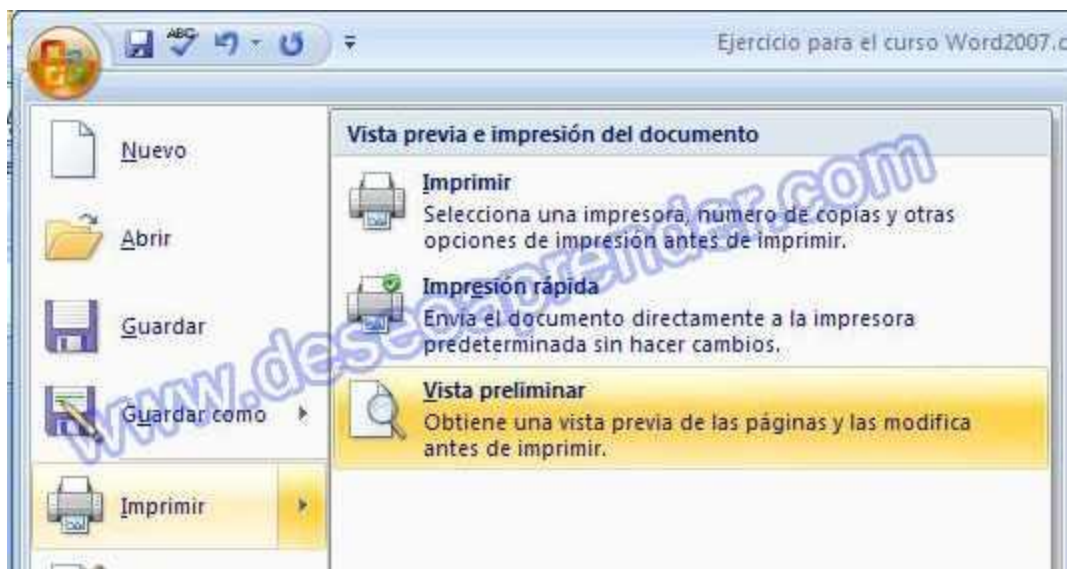 Ejercicio para el curso Word2007.c
Nuevo
Abrir
Guardar
Guardar como
Imprimir
Vista previa e impresión del documento
Imprimir
Selecciona una impresora, numero de copias y otras
opciones de impresión antes de imprimir.
Impresión rápida
Envía el documento directamente a la impresora
predeterminada sin hacer cambios.
Vista preliminar
Obtiene una vista previa de las páginas y las modifica
antes de imprimir.
www.deseoaprender.com
ABC